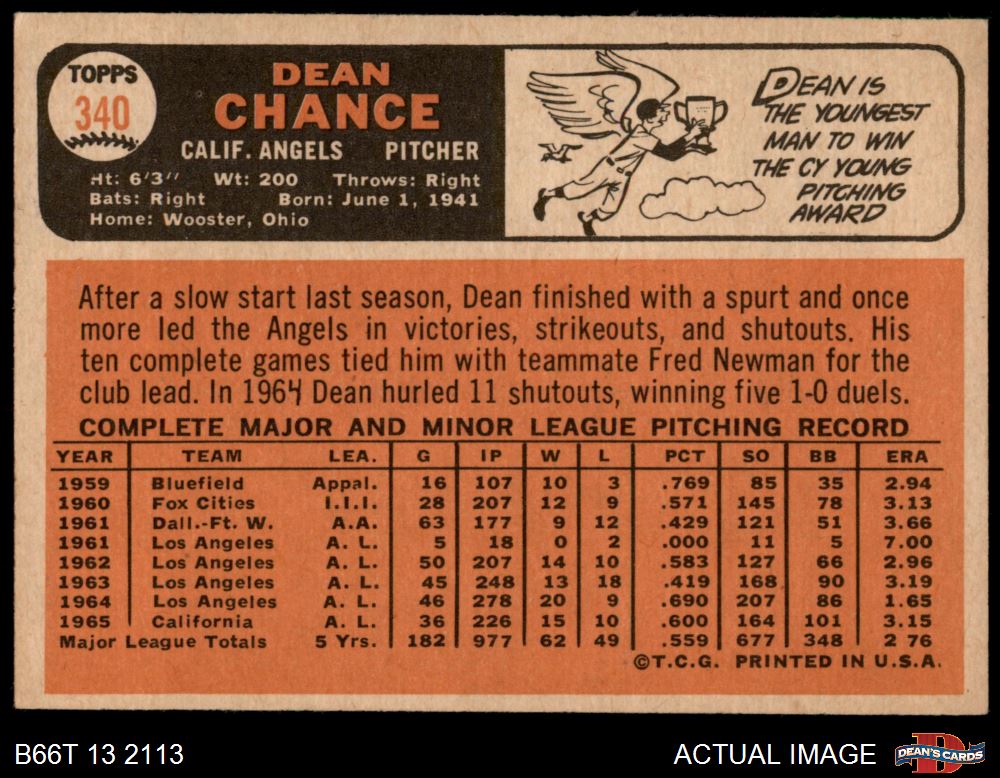 TOPPS
340
DEAN
CHANCE
CALIF. ANGELS PITCHER
Ht: 6'3'' Wt: 200 Throws: Right
Bats: Right Born: June 1, 1941
Home: Wooster, Ohio
DEAN IS
THE YOUNGEST
MAN TO WIN
THE CY YOUNG
PITCHING
AWARD
After a slow start last season, Dean finished with a spurt and once
more led the Angels in victories, strikeouts, and shutouts. His
ten complete games tied him with teammate Fred Newman for the
club lead. In 1964 Dean hurled 11 shutouts, winning five 1-0 duels.
COMPLETE MAJOR AND MINOR LEAGUE PITCHING RECORD
YEAR TEAM LEA. G IP W L PCT SO BB ERA
1959 Bluefield Appal. 16 107 10 3 .769 85 35 2.94
1960 Fox Cities I.I.I. 28 207 12 9 .571 145 78 3.13
1961 Dall.-Ft. W. A.A. 63 177 9 12 .429 121 51 3.66
1961 Los Angeles A. L. 5 18 0 2 .000 11 5 7.00
1962 Los Angeles A. L. 50 207 14 10 .583 127 66 2.96
1963 Los Angeles A. L. 45 248 13 18 .419 168 90 3.19
1964 Los Angeles A. L. 46 278 20 9 .690 207 86 1.65
1965 California A. L. 36 226 15 10 .600 164 101 3.15
Major League Totals 5 Yrs. 182 977 62 49 .559 677 348 2 76
©T.C.G. PRINTED IN U.S.A.
B66T 13 2113
ACTUAL IMAGE
DEAN'S CARDS